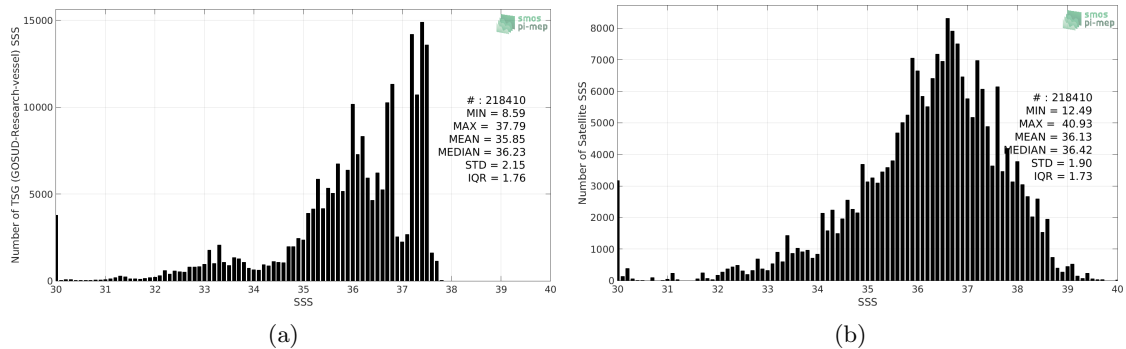 smos
pi-mep
Number of TSG (GOSUD-Research-vessel) SSS
15000
10000
5000
0
# : 218410
MIN = 8.59
MAX = 37.79
MEAN = 35.85
MEDIAN = 36.23
STD = 2.15
IQR = 1.76
30 31 32 33 34 35 36 37 38 39 40
SSS
(a)
smos
pi-mep
Number of Satellite SSS
8000
7000
6000
5000
4000
3000
2000
1000
0
# : 218410
MIN = 12.49
MAX = 40.93
MEAN = 36.13
MEDIAN = 36.42
STD = 1.90
IQR = 1.73
30 31 32 33 34 35 36 37 38 39 40
SSS
(b)